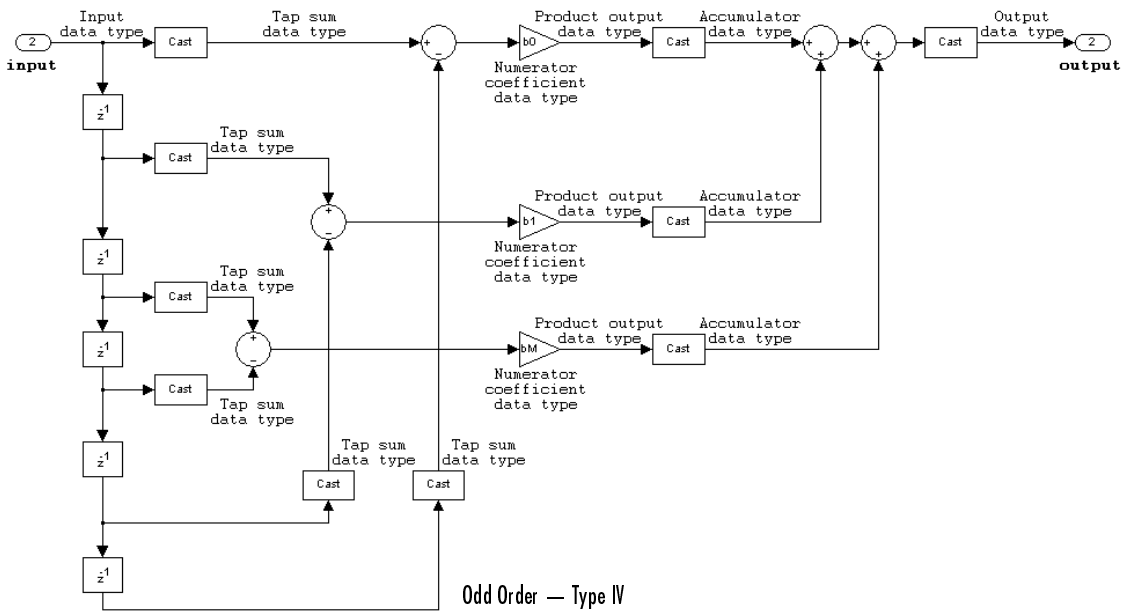 Input
data type
Tap sum
data type
Product output
data type
Accumulator
data type
Output
data type
2
Cast
+
−
b0
Cast
+
+
+
+
Cast
2
input
output
Numerator
coefficient
data type
z-1
Tap sum
data type
Cast
+
−
Product output
data type
Accumulator
data type
b1
Cast
Numerator
coefficient
data type
z-1
Tap sum
data type
Cast
+
−
Product output
data type
Accumulator
data type
z-1
bM
Cast
Numerator
coefficient
data type
Cast
Tap sum
data type
z-1
Tap sum
data type
Tap sum
data type
Cast
Cast
z-1
Odd Order — Type IV